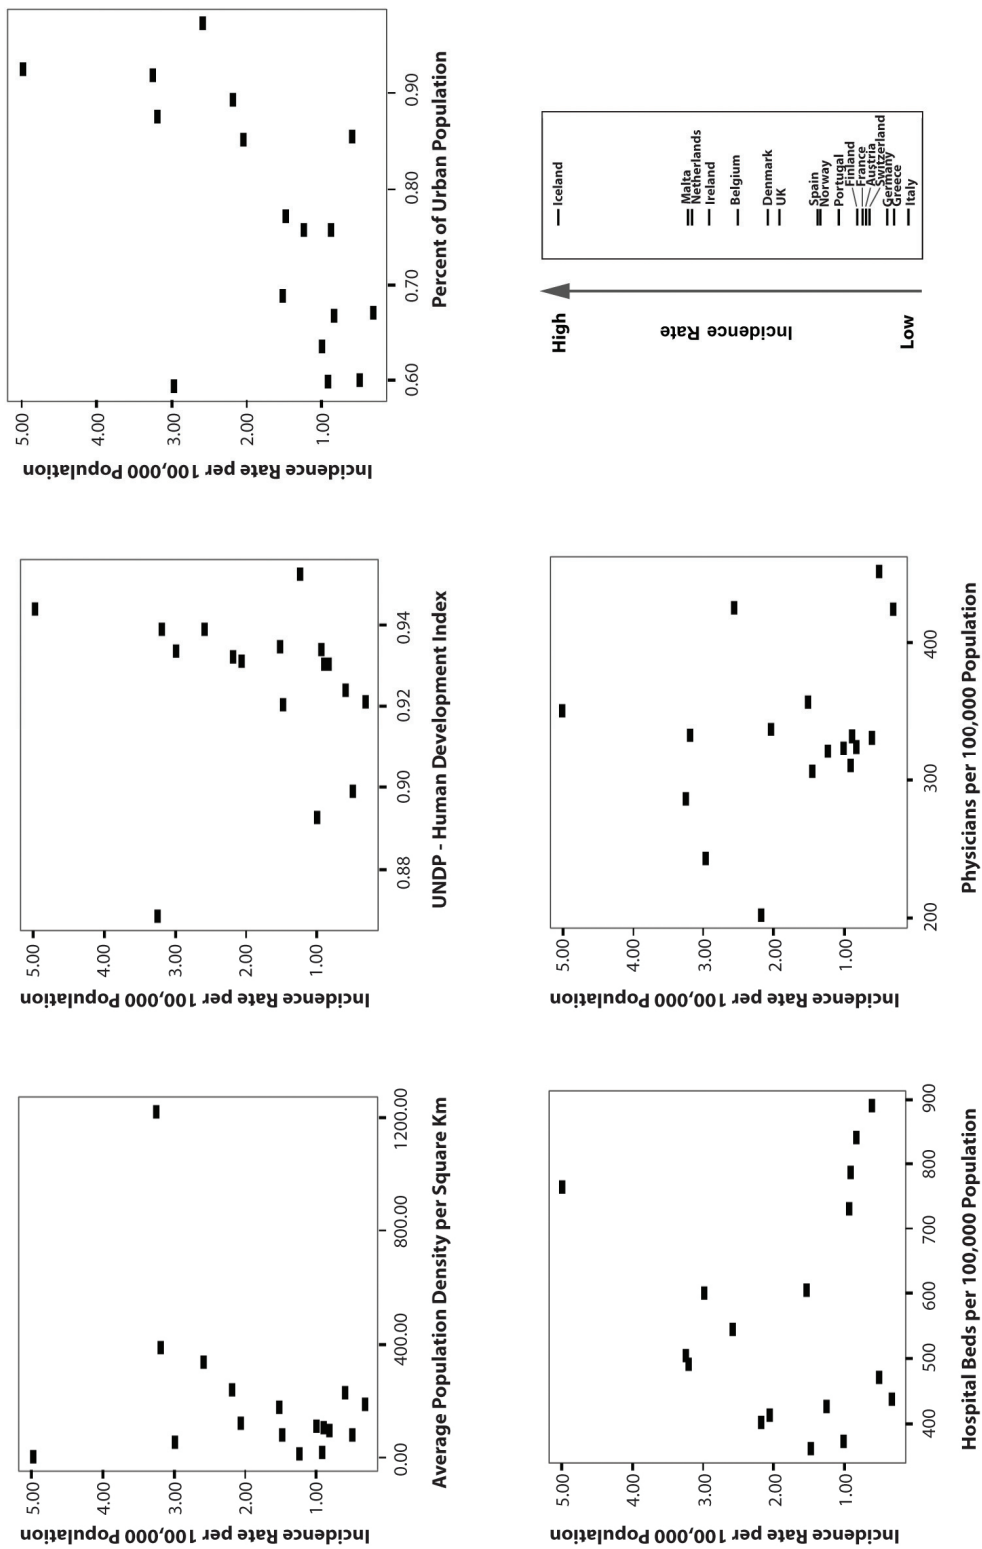 Incidence Rate per 100,000 Population
5.00
4.00
3.00
2.00
1.00
0.00
400.00
800.00
1200.00
Average Population Density per Square Km
Incidence Rate per 100,000 Population
5.00
4.00
3.00
2.00
1.00
0.88
0.90
0.92
0.94
UNDP - Human Development Index
Incidence Rate per 100,000 Population
5.00
4.00
3.00
2.00
1.00
0.60
0.70
0.80
0.90
Percent of Urban Population
Incidence Rate per 100,000 Population
5.00
4.00
3.00
2.00
1.00
400
500
600
700
800
900
Hospital Beds per 100,000 Population
Incidence Rate per 100,000 Population
5.00
4.00
3.00
2.00
1.00
200
300
400
Physicians per 100,000 Population
High
Incidence Rate
Low
Iceland
Malta
Netherlands
Ireland
Belgium
Denmark
UK
Spain
Norway
Portugal
Finland
France
Austria
Switzerland
Germany
Greece
Italy